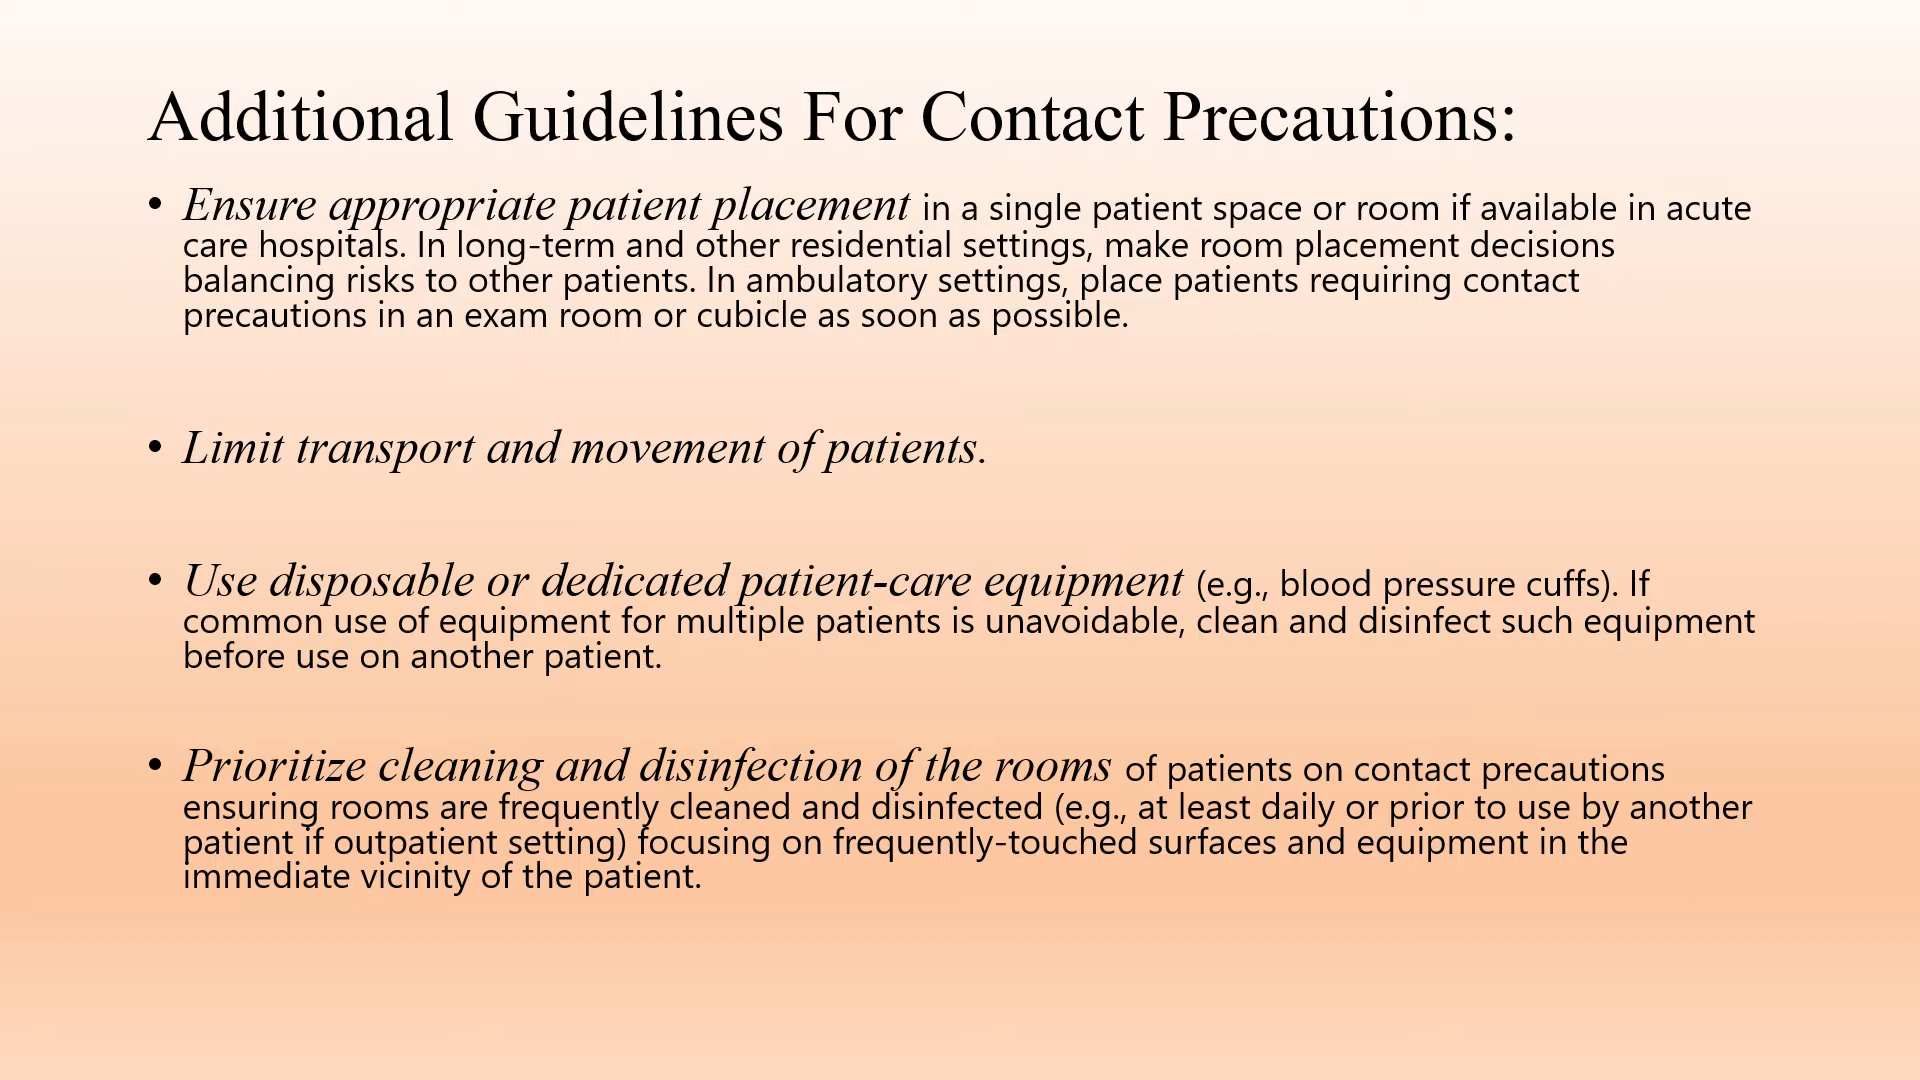 Additional Guidelines For Contact Precautions:
• Ensure appropriate patient placement in a single patient space or room if available in acute
care hospitals. In long-term and other residential settings, make room placement decisions
balancing risks to other patients. In ambulatory settings, place patients requiring contact
precautions in an exam room or cubicle as soon as possible.
• Limit transport and movement of patients.
• Use disposable or dedicated patient-care equipment (e.g., blood pressure cuffs). If
common use of equipment for multiple patients is unavoidable, clean and disinfect such equipment
before use on another patient.
• Prioritize cleaning and disinfection of the rooms of patients on contact precautions
ensuring rooms are frequently cleaned and disinfected (e.g., at least daily or prior to use by another
patient if outpatient setting) focusing on frequently-touched surfaces and equipment in the
immediate vicinity of the patient.